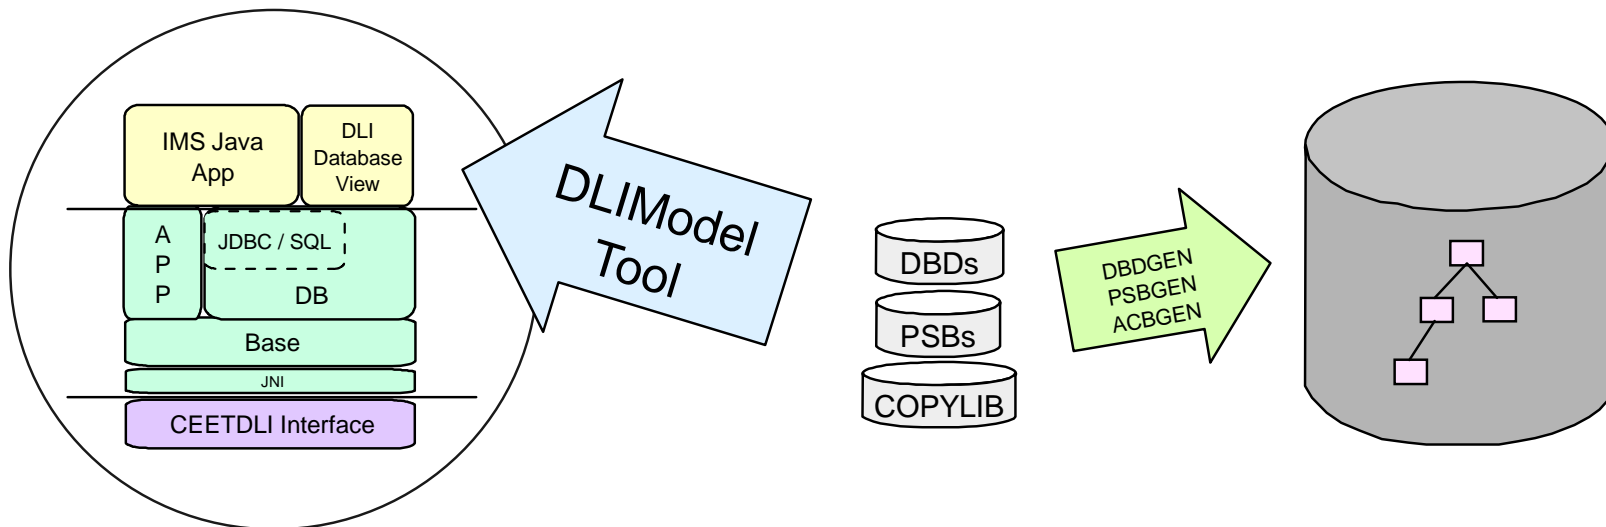 IMS Java
App
DLI
Database
View
A
P
P
JDBC / SQL
DB
Base
JNI
CEETDLI Interface
DLIModel
Tool
DBDs
PSBs
COPYLIB
DBDGEN
PSBGEN
ACBGEN